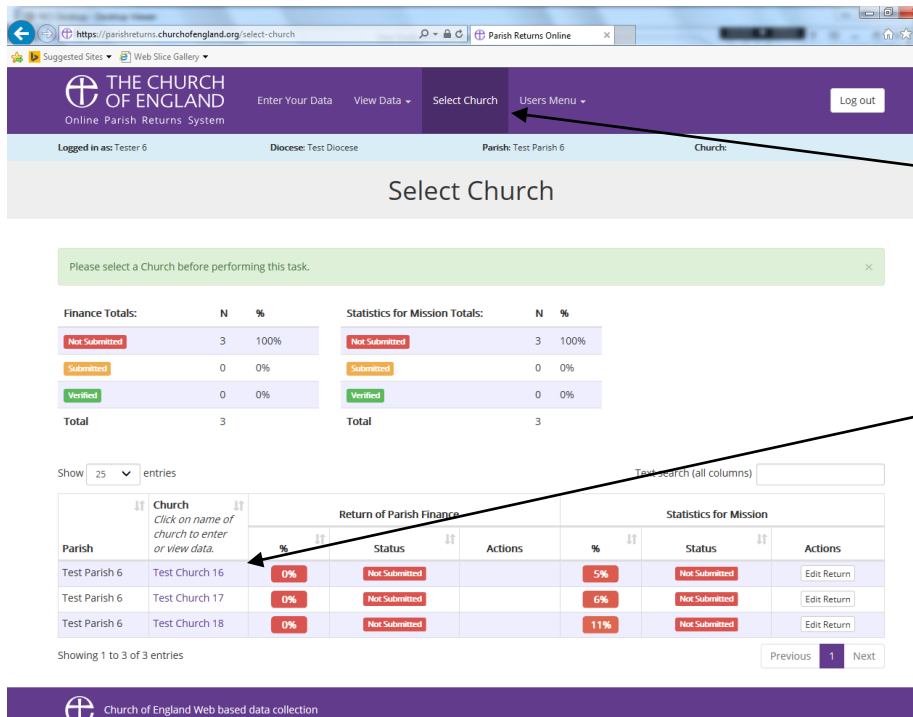 https://parishreturns.churchofengland.org/select-church
Parish Returns Online
Suggested Sites
Web Slice Gallery
THE CHURCH
OF ENGLAND
Online Parish Returns System
Enter Your Data View Data Select Church Users Menu Log out
Logged in as: Tester 6 Diocese: Test Diocese Parish: Test Parish 6 Church:
Select Church
Please select a Church before performing this task. ×
Finance Totals: N %
Not Submitted 3 100%
Submitted 0 0%
Verified 0 0%
Total 3
Statistics for Mission Totals: N %
Not Submitted 3 100%
Submitted 0 0%
Verified 0 0%
Total 3
Show 25 entries Text search (all columns)
Parish
Church
Click on name of
church to enter
or view data.
Return of Parish Finance Statistics for Mission
% Status Actions % Status Actions
Test Parish 6 Test Church 16 0% Not Submitted 5% Not Submitted Edit Return
Test Parish 6 Test Church 17 0% Not Submitted 6% Not Submitted Edit Return
Test Parish 6 Test Church 18 0% Not Submitted 11% Not Submitted Edit Return
Showing 1 to 3 of 3 entries Previous 1 Next
Church of England Web based data collection